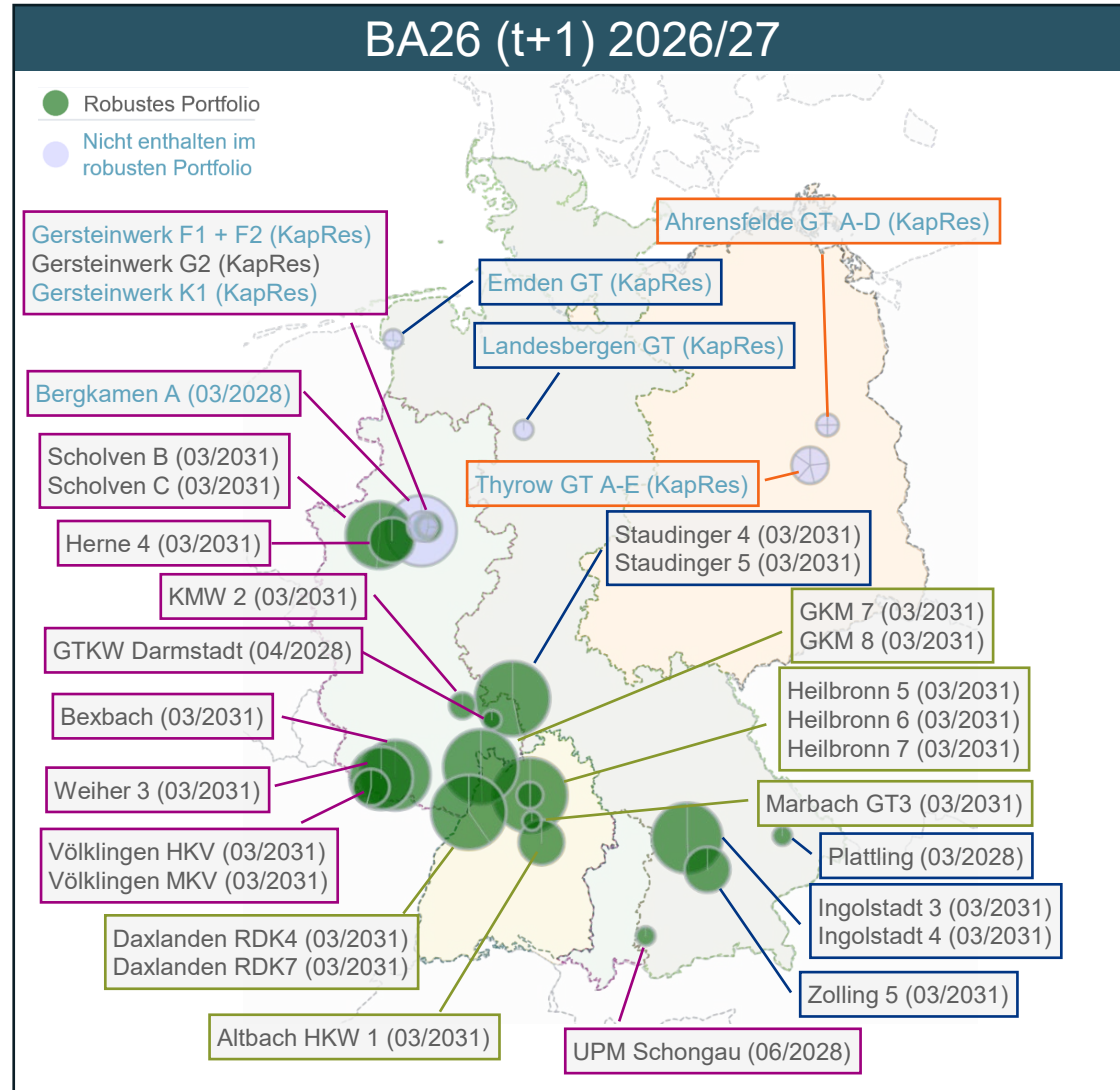 BA26 (t+1) 2026/27
Robustes Portfolio
Nicht enthalten im
robusten Portfolio
Ahrensfelde GT A-D (KapRes)
Gersteinwerk F1 + F2 (KapRes)
Gersteinwerk G2 (KapRes)
Gersteinwerk K1 (KapRes)
Emden GT (KapRes)
Landesbergen GT (KapRes)
Bergkamen A (03/2028)
Scholven B (03/2031)
Scholven C (03/2031)
Thyrow GT A-E (KapRes)
Herne 4 (03/2031)
Staudinger 4 (03/2031)
Staudinger 5 (03/2031)
KMW 2 (03/2031)
GKM 7 (03/2031)
GKM 8 (03/2031)
GTKW Darmstadt (04/2028)
Heilbronn 5 (03/2031)
Heilbronn 6 (03/2031)
Heilbronn 7 (03/2031)
Bexbach (03/2031)
Weiher 3 (03/2031)
Marbach GT3 (03/2031)
Völklingen HKV (03/2031)
Völklingen MKV (03/2031)
Plattling (03/2028)
Ingolstadt 3 (03/2031)
Ingolstadt 4 (03/2031)
Daxlanden RDK4 (03/2031)
Daxlanden RDK7 (03/2031)
Zolling 5 (03/2031)
Altbach HKW 1 (03/2031)
UPM Schongau (06/2028)